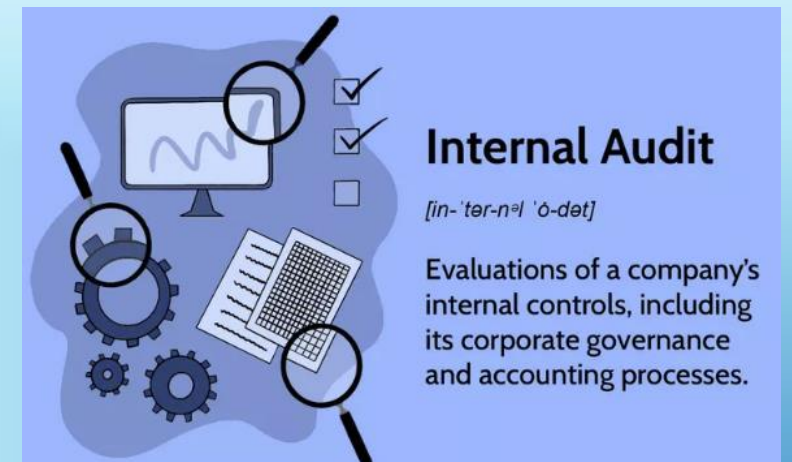 Internal Audit
[in-ˈtər-nᵊl ˈȯ-dət]
Evaluations of a company’s
internal controls, including
its corporate governance
and accounting processes.